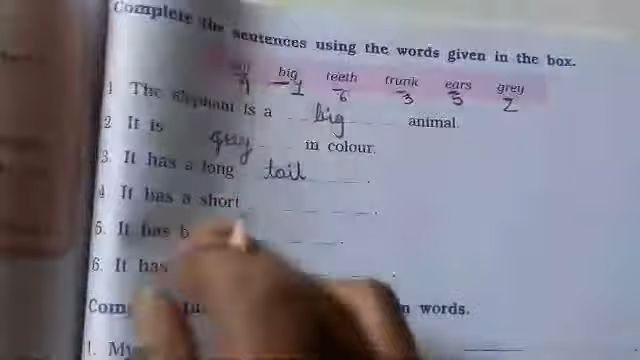 Complete the sentences using the words given in the box.
big teeth trunk ears grey
1 6 3 5 2
1 The elephant is a big animal.
2 It is grey in colour.
3. It has a long tail.
4 It has a short .
5. It has b .
6. It has .
Com n words.
1. My